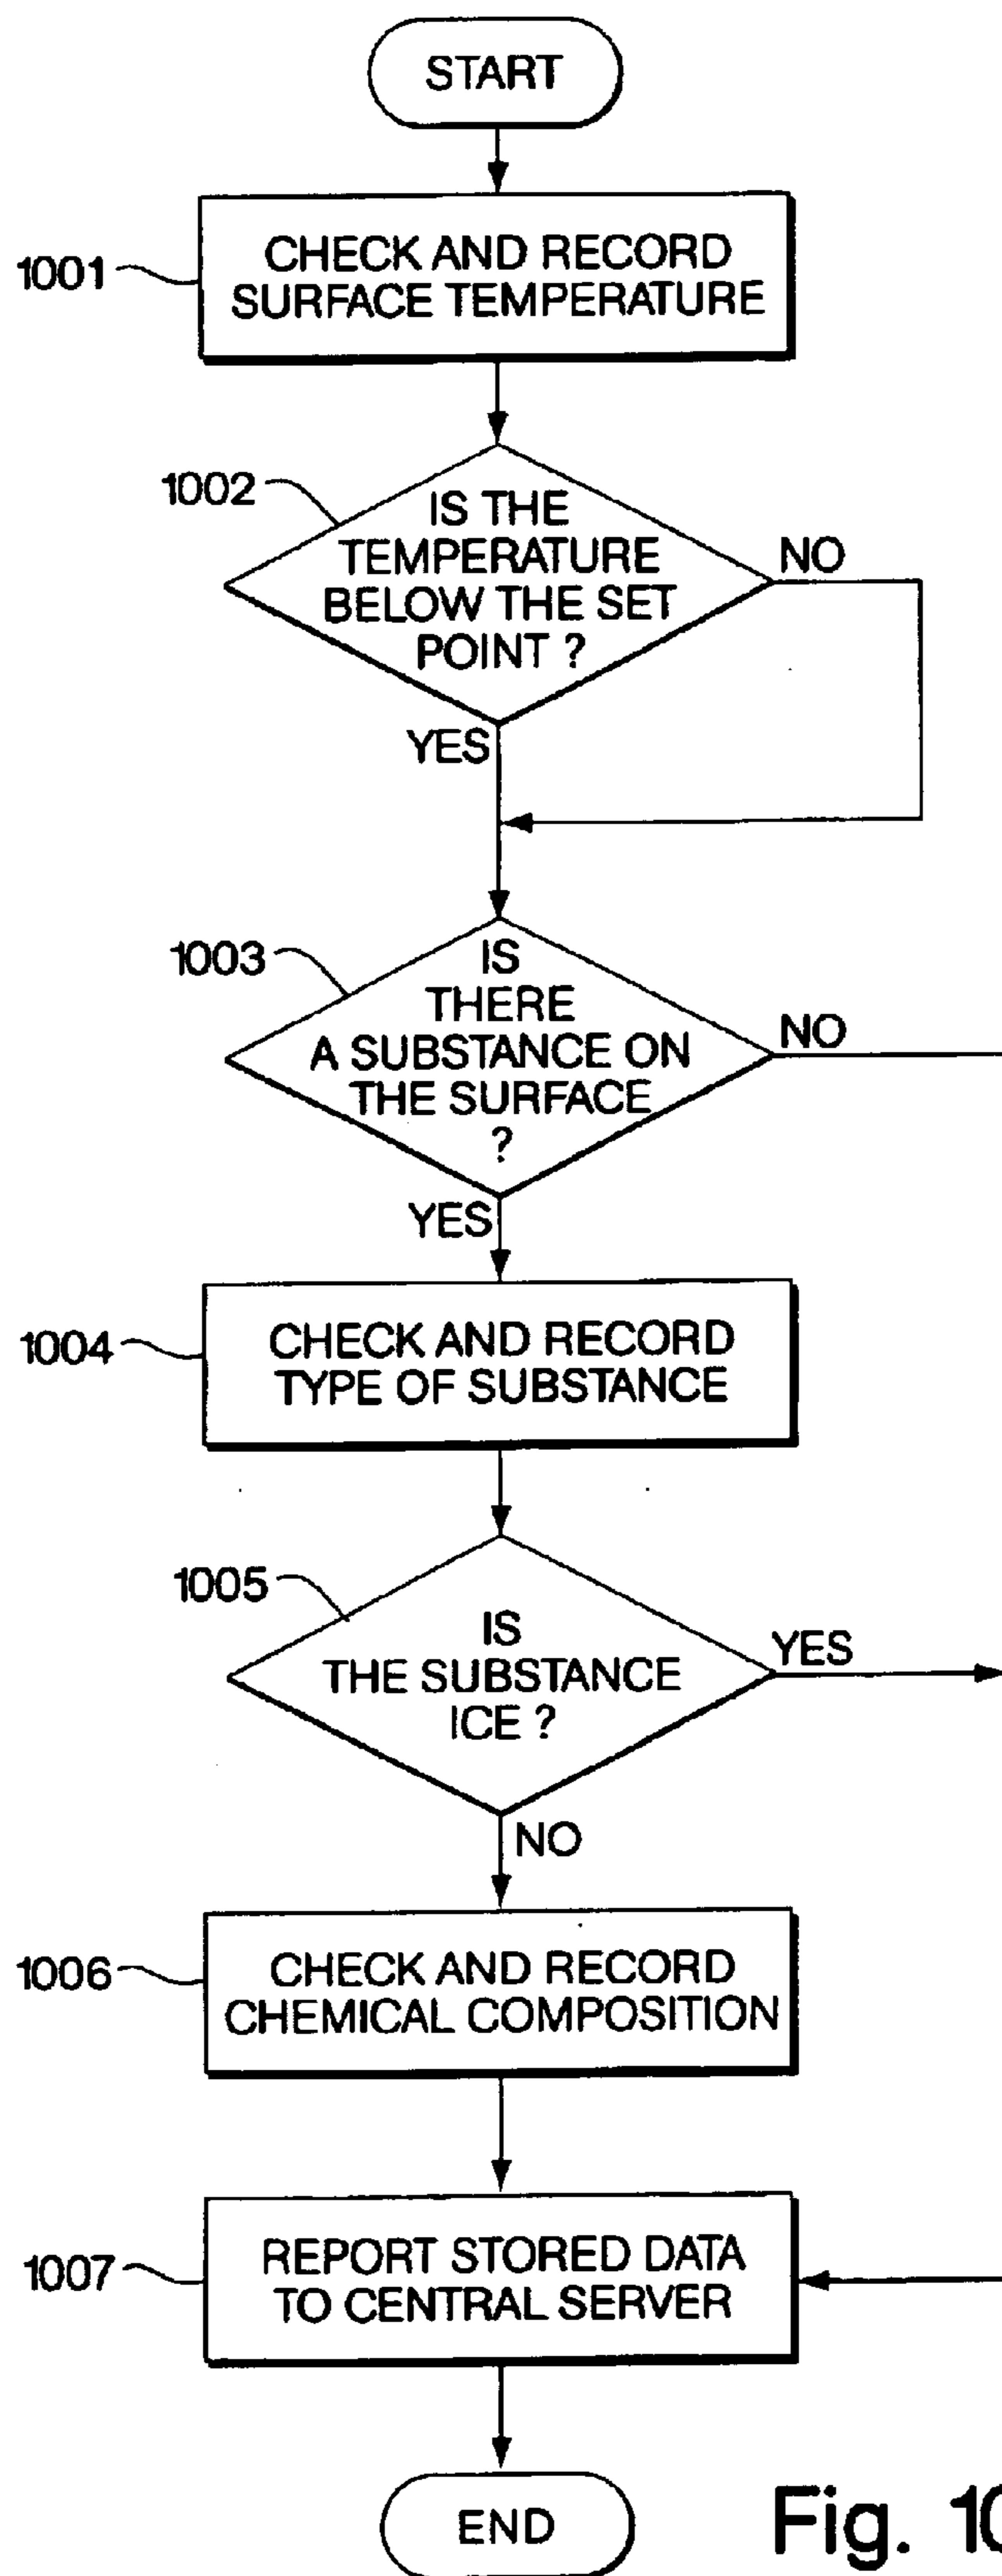 START
1001
CHECK AND RECORD
SURFACE TEMPERATURE
1002
IS THE
TEMPERATURE
BELOW THE SET
POINT ?
NO
YES
1003
IS
THERE
A SUBSTANCE ON
THE SURFACE
?
NO
YES
1004
CHECK AND RECORD
TYPE OF SUBSTANCE
1005
IS
THE SUBSTANCE
ICE ?
YES
NO
1006
CHECK AND RECORD
CHEMICAL COMPOSITION
1007
REPORT STORED DATA
TO CENTRAL SERVER
END
Fig. 10